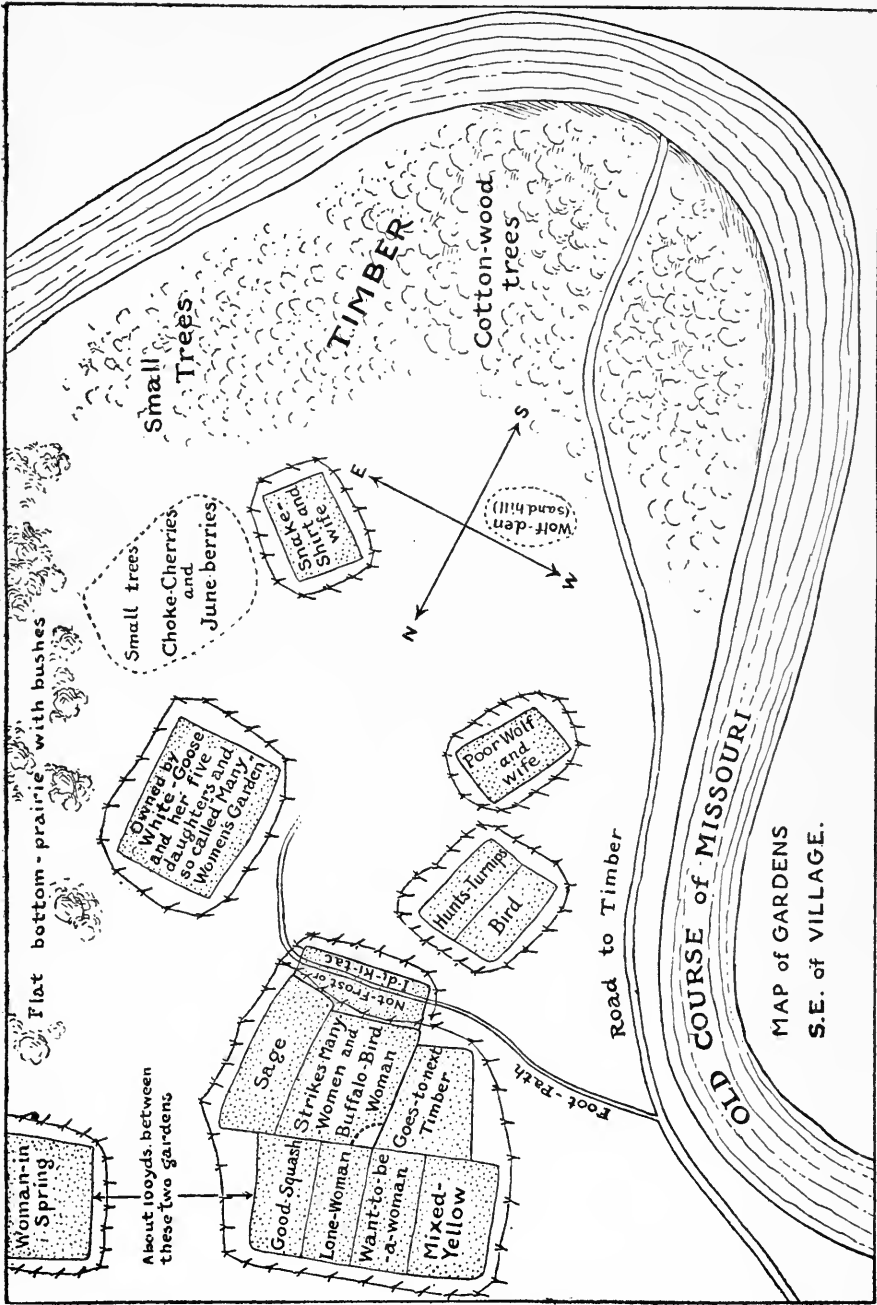 Flat bottom-prairie with bushes
Small
Trees
TIMBER
Cotton-wood
trees
Small trees
Choke-Cherries
and
June-berries
Snake-
Shirt and
wife
N
E
S
W
Wolf-den
(sand hill)
Owned by
White-Goose
and her five
daughters and
so called Many
Women's Garden
Poor Wolf
and
wife
Hunts-Turnips
Bird
Woman-in
Spring
About 100yds. between
these two gardens
Sage
Strikes-Many-
Women and
Buffalo-Bird
Woman
Not-Frost or
I-dı-Ki-tac
Goes-to-next
Timber
Good-Squash
Lone-Woman
Want-to-be
-a-woman
Mixed-
Yellow
Foot-Path
Road to Timber
OLD COURSE of MISSOURI
MAP of GARDENS
S.E. of VILLAGE.